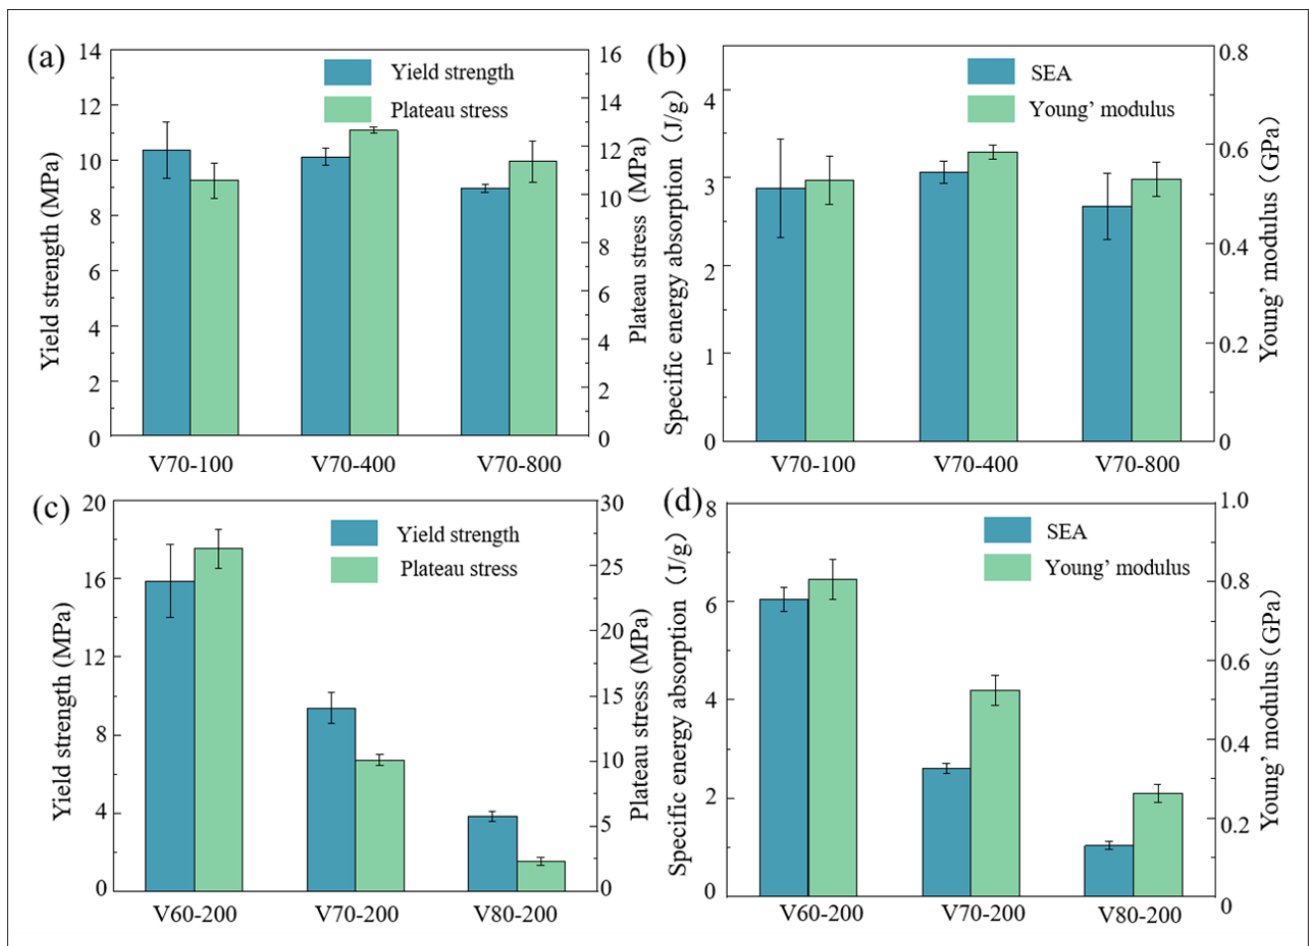 (a)
Yield strength (MPa)
14
12
10
8
6
4
2
0
Yield strength
Plateau stress
16
14
12
10
12
6
4
2
0
Plateau stress (MPa)
V70-100 V70-400 V70-800
(b)
Specific energy absorption (J/g)
4
3
2
1
0
SEA
Young' modulus
0.8
0.6
0.4
0.2
0
Young' modulus (GPa)
V70-100 V70-400 V70-800
(c)
Yield strength (MPa)
20
16
12
8
4
0
Yield strength
Plateau stress
30
25
20
15
10
5
0
Plateau stress (MPa)
V60-200 V70-200 V80-200
(d)
Specific energy absorption (J/g)
8
6
4
2
0
SEA
Young' modulus
1.0
0.8
0.6
0.4
0.2
0
Young' modulus (GPa)
V60-200 V70-200 V80-200